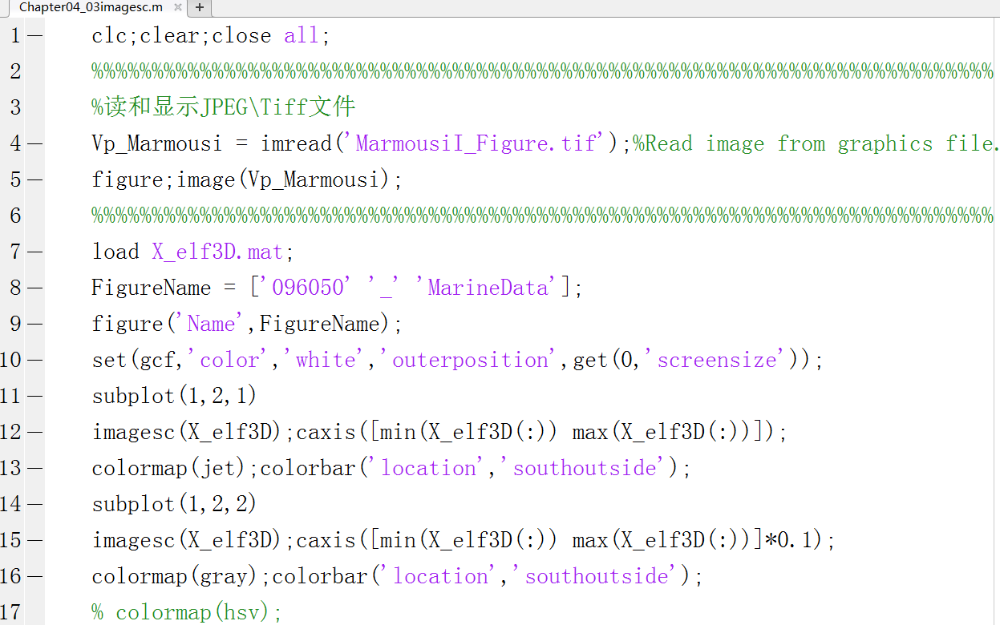 Chapter04_03imagesc.m × +
1 — clc;clear;close all;
2 %%%%%%%%%%%%%%%%%%%%%%%%%%%%%%%%%%%%%%%%%%%%%%%%%%%%%%%%%%%%%%%%%%%%%%%%%%%
3 %读和显示JPEG\Tiff文件
4 — Vp_Marmousi = imread('MarmousiI_Figure.tif');%Read image from graphics file.
5 — figure;image(Vp_Marmousi);
6 %%%%%%%%%%%%%%%%%%%%%%%%%%%%%%%%%%%%%%%%%%%%%%%%%%%%%%%%%%%%%%%%%%%%%%%%%%%
7 — load X_elf3D.mat;
8 — FigureName = ['096050' '_' 'MarineData'];
9 — figure('Name',FigureName);
10 — set(gcf,'color','white','outerposition',get(0,'screensize'));
11 — subplot(1,2,1)
12 — imagesc(X_elf3D);caxis([min(X_elf3D(:)) max(X_elf3D(:))]);
13 — colormap(jet);colorbar('location','southoutside');
14 — subplot(1,2,2)
15 — imagesc(X_elf3D);caxis([min(X_elf3D(:)) max(X_elf3D(:))]*0.1);
16 — colormap(gray);colorbar('location','southoutside');
17 % colormap(hsv);